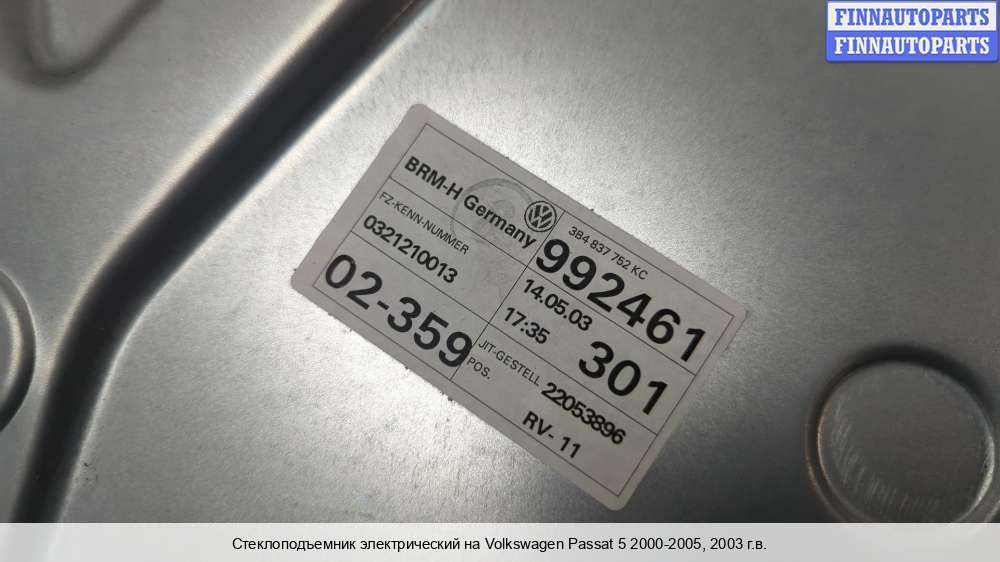 FINNAUTOPARTS
FINNAUTOPARTS
BRM-H Germany
3B4 837 752 KC
992461
FZ-KENN-NUMMER
0321210013
14.05.03
17:35
301
02-359
JIT-GESTELL
22053896
POS.
RV- 11
Стеклоподъемник электрический на Volkswagen Passat 5 2000-2005, 2003 г.в.